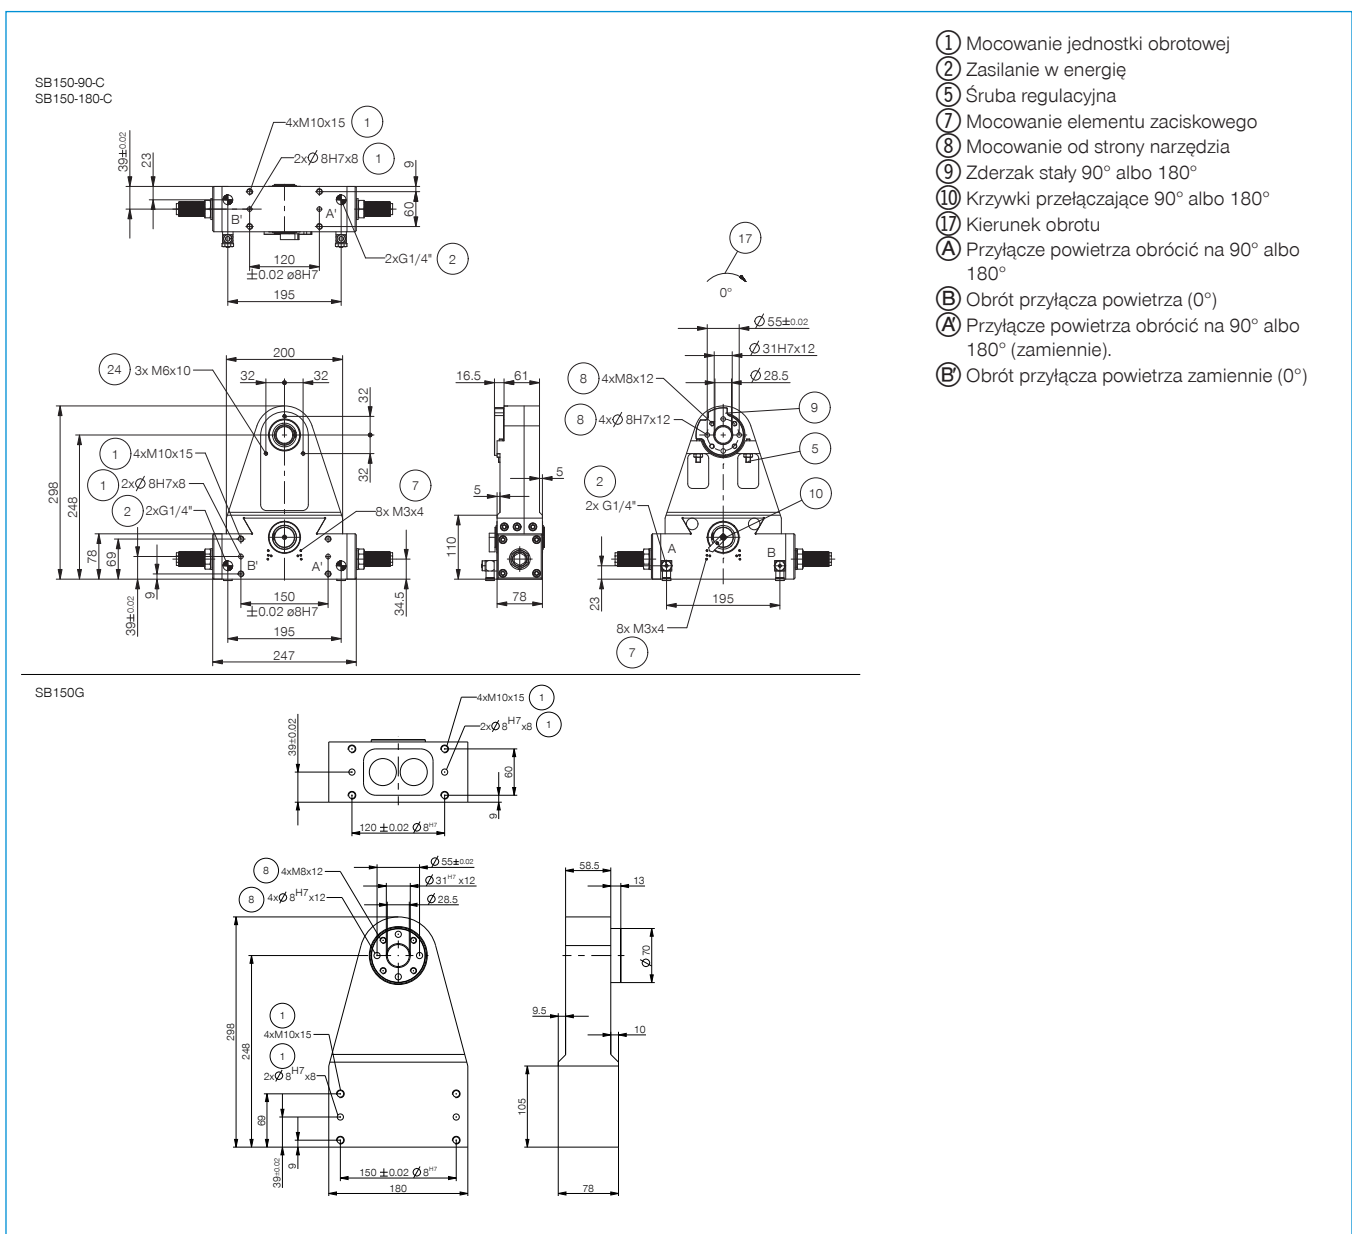 SB150-90-C
SB150-180-C
4xM10x15 1
2xØ 8H7x8 1
39±0.02
23
9
60
B'
A'
120
±0.02 ø8H7
195
2xG1/4" 2
17
0°
200
24 3x M6x10
32
32
32
32
1 4xM10x15
1 2xØ 8H7x8
2 2xG1/4"
7
8x M3x4
298
248
78
69
39±0.02
9
B'
A'
150
±0.02 ø8H7
195
247
34.5
16.5
61
5
5
110
78
Ø 55±0.02
Ø 31H7x12
Ø 28.5
8 4xM8x12
8 4xØ 8H7x12
9
5
10
2
2x G1/4"
A
B
23
195
8x M3x4
7
SB150G
4xM10x15 1
2xØ 8H7x8 1
39±0.02
60
9
120 ±0.02 Ø 8H7
Ø 55±0.02
8 4xM8x12
Ø 31H7 x12
8 4xØ 8H7x12
Ø 28.5
298
248
1
4xM10x15
1
2xØ 8H7x8
69
39±0.02
9
150 ±0.02 Ø 8H7
180
58.5
13
Ø 70
9.5
10
105
78
1 Mocowanie jednostki obrotowej
2 Zasilanie w energię
5 Śruba regulacyjna
7 Mocowanie elementu zaciskowego
8 Mocowanie od strony narzędzia
9 Zderzak stały 90° albo 180°
10 Krzywki przełączające 90° albo 180°
17 Kierunek obrotu
A Przyłącze powietrza obrócić na 90° albo
180°
B Obrót przyłącza powietrza (0°)
A' Przyłącze powietrza obrócić na 90° albo
180° (zamiennie).
B' Obrót przyłącza powietrza zamiennie (0°)